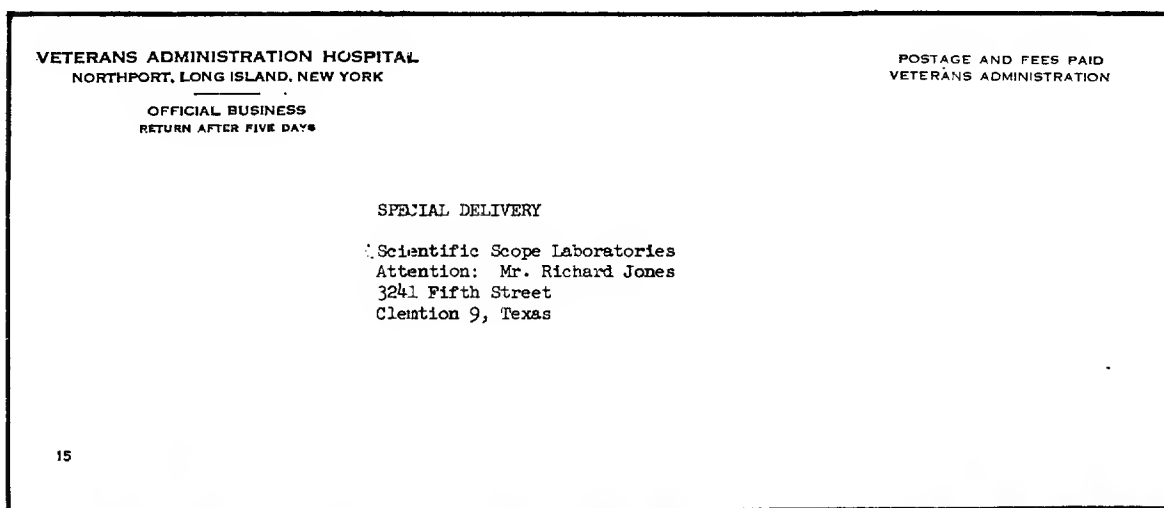 VETERANS ADMINISTRATION HOSPITAL
NORTHPORT, LONG ISLAND, NEW YORK
OFFICIAL BUSINESS
RETURN AFTER FIVE DAYS
POSTAGE AND FEES PAID
VETERANS ADMINISTRATION
SPECIAL DELIVERY
Scientific Scope Laboratories
Attention: Mr. Richard Jones
3241 Fifth Street
Clemtion 9, Texas
15